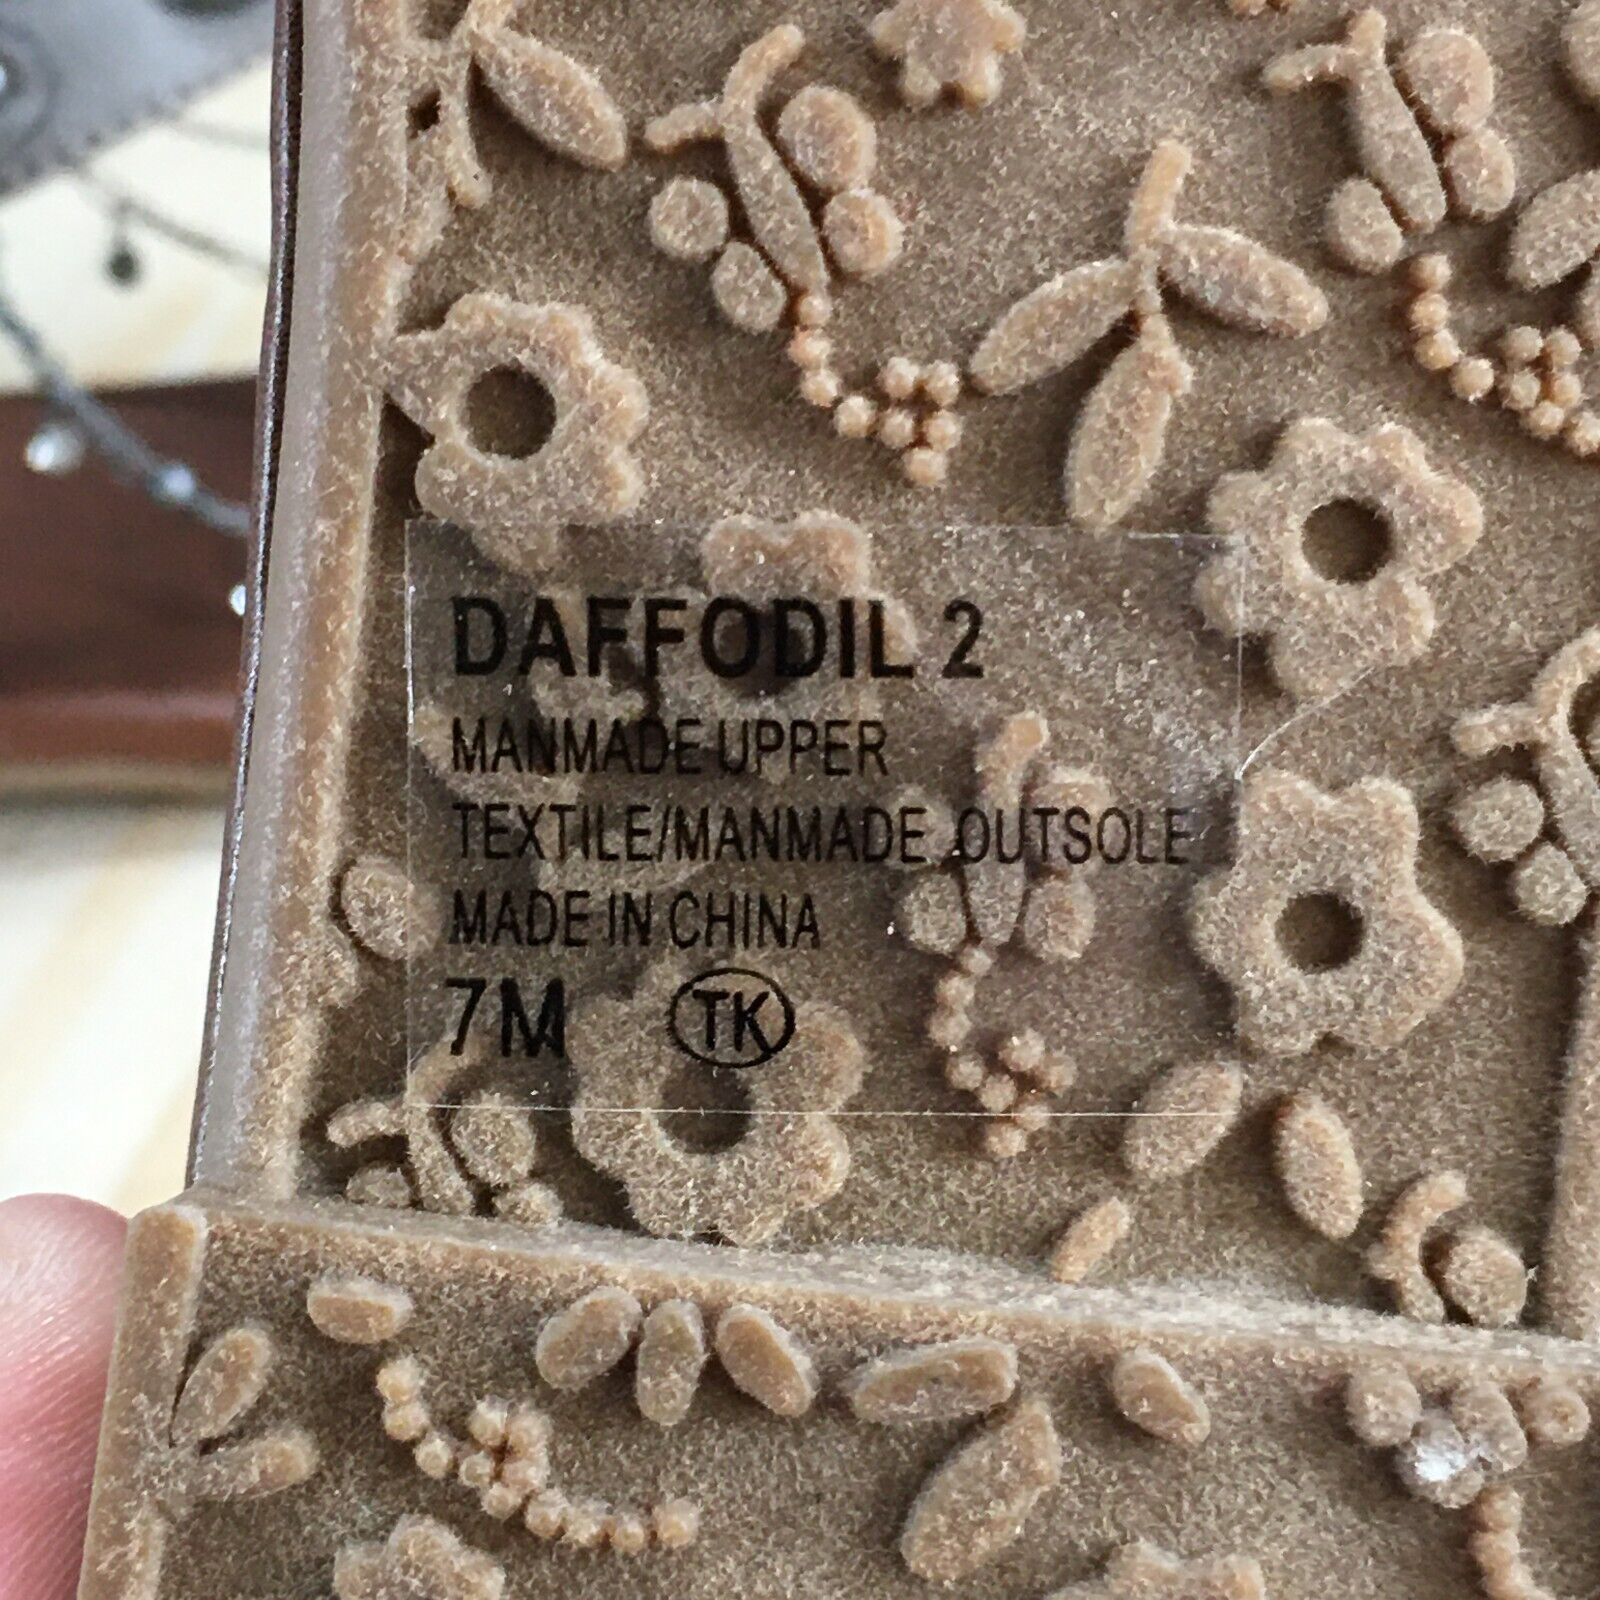 DAFFODIL 2
MANMADE UPPER
TEXTILE/MANMADE OUTSOLE
MADE IN CHINA
7M TK